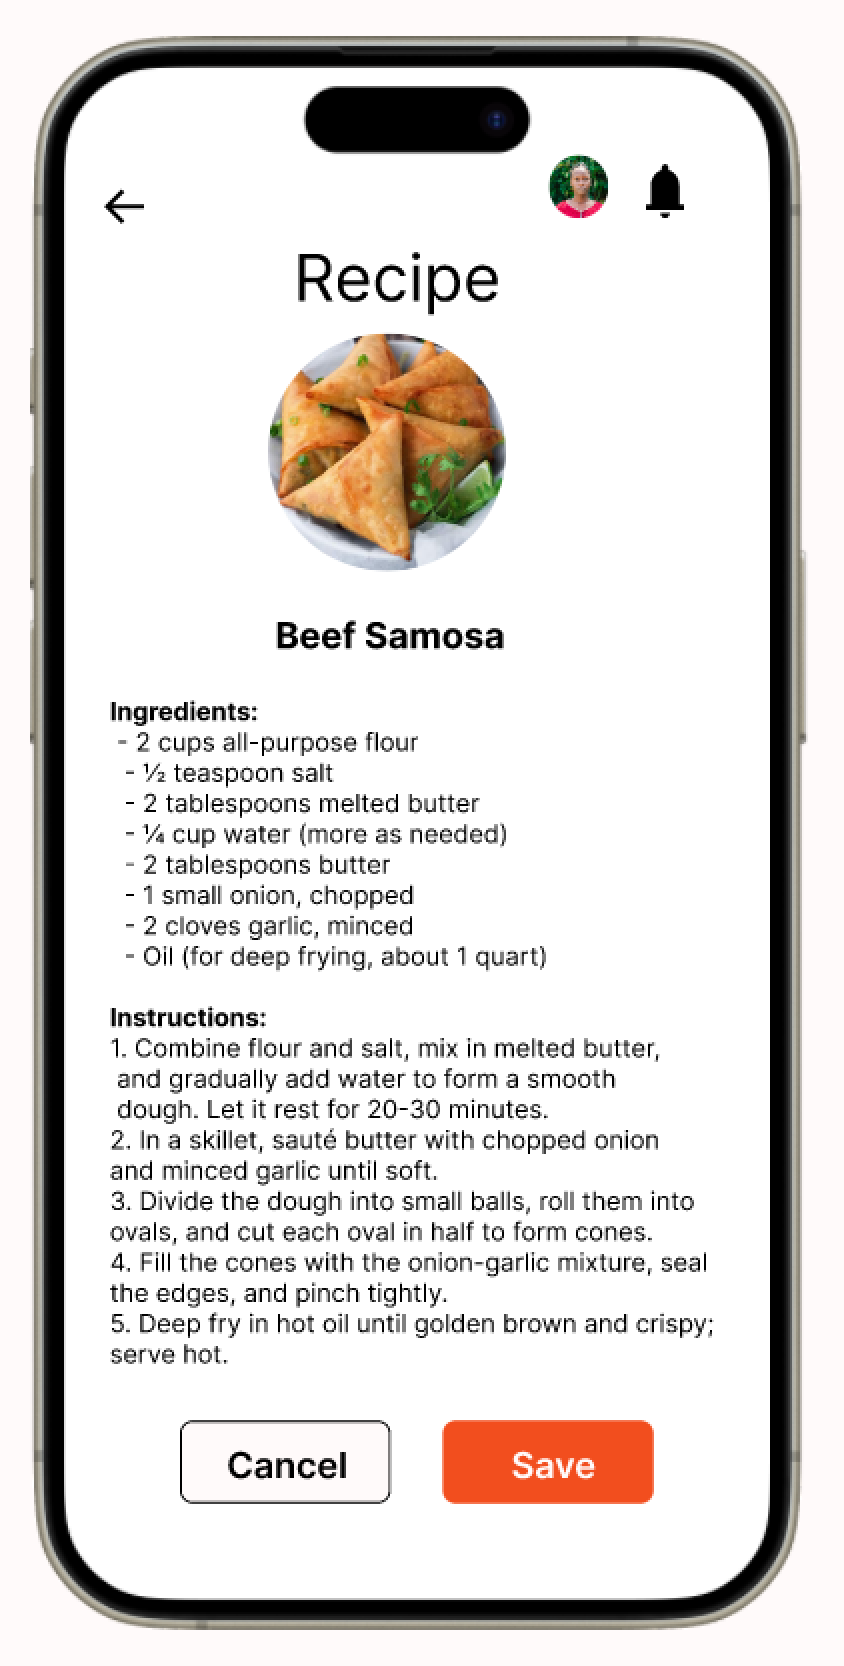 Recipe
Beef Samosa
Ingredients:
- 2 cups all-purpose flour
- ½ teaspoon salt
- 2 tablespoons melted butter
- ¼ cup water (more as needed)
- 2 tablespoons butter
- 1 small onion, chopped
- 2 cloves garlic, minced
- Oil (for deep frying, about 1 quart)
Instructions:
1. Combine flour and salt, mix in melted butter,
and gradually add water to form a smooth
dough. Let it rest for 20-30 minutes.
2. In a skillet, sauté butter with chopped onion
and minced garlic until soft.
3. Divide the dough into small balls, roll them into
ovals, and cut each oval in half to form cones.
4. Fill the cones with the onion-garlic mixture, seal
the edges, and pinch tightly.
5. Deep fry in hot oil until golden brown and crispy;
serve hot.
Cancel Save